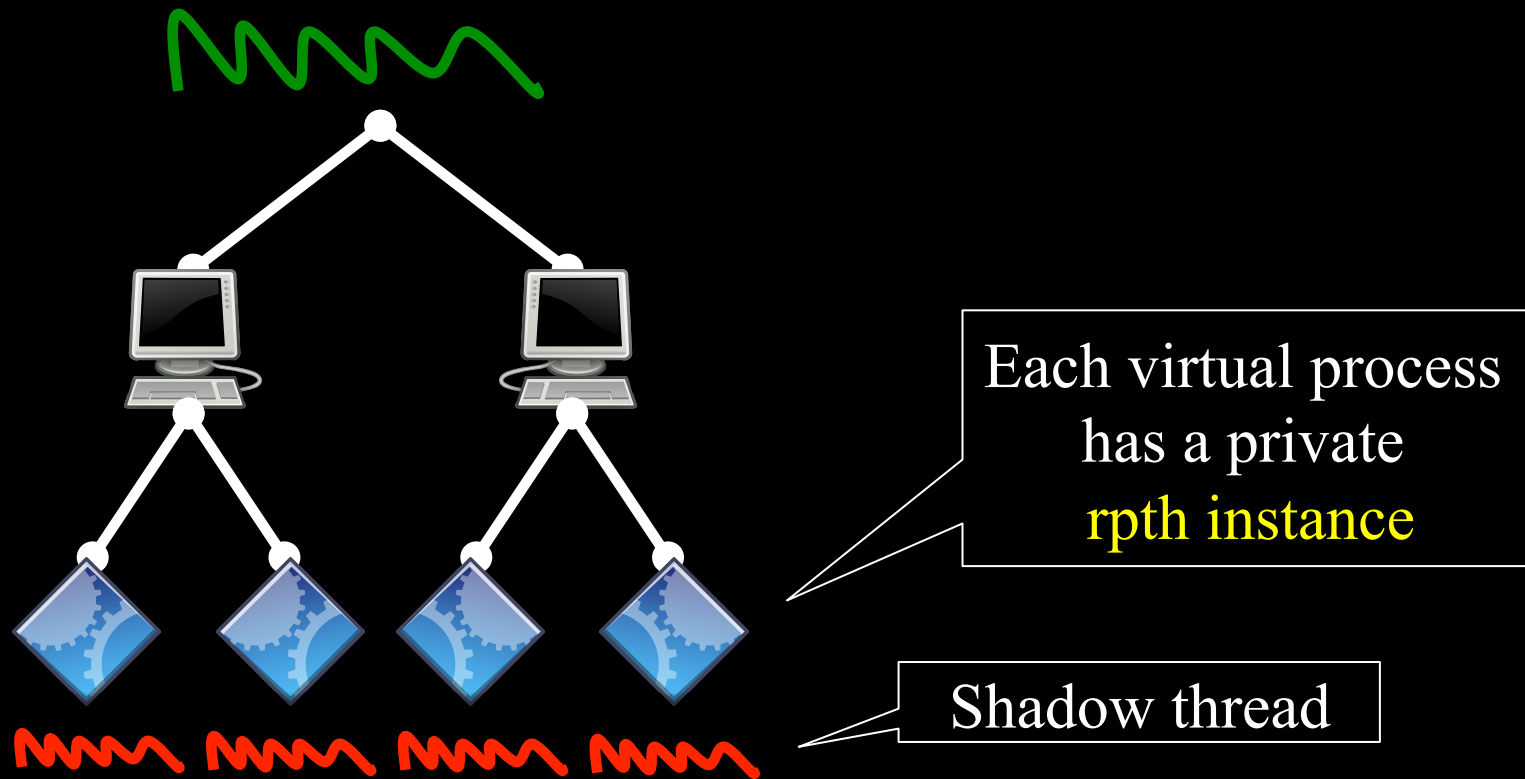 Each virtual process
has a private
rpth instance
Shadow thread